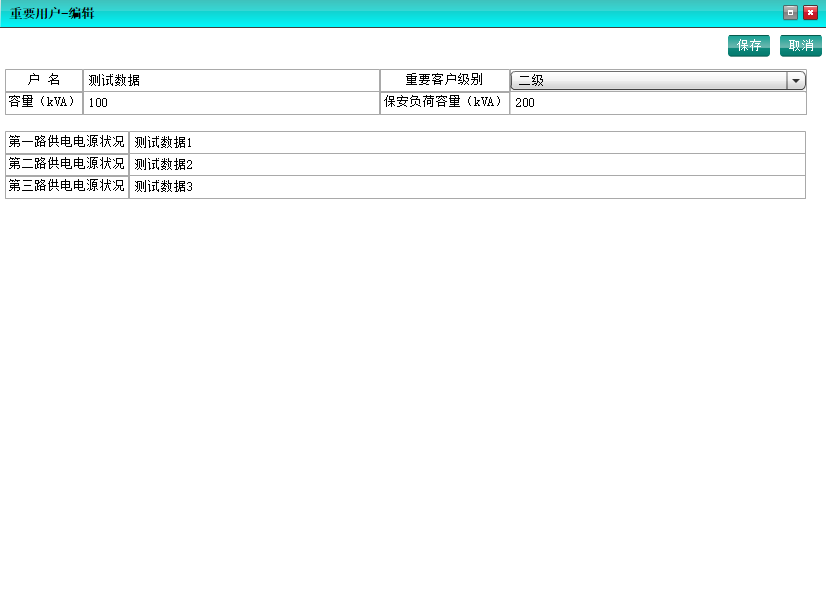 重要用户-编辑
保存 取消
户 名 测试数据 重要客户级别 二级
容量（kVA） 100 保安负荷容量（kVA） 200
第一路供电电源状况 测试数据1
第二路供电电源状况 测试数据2
第三路供电电源状况 测试数据3